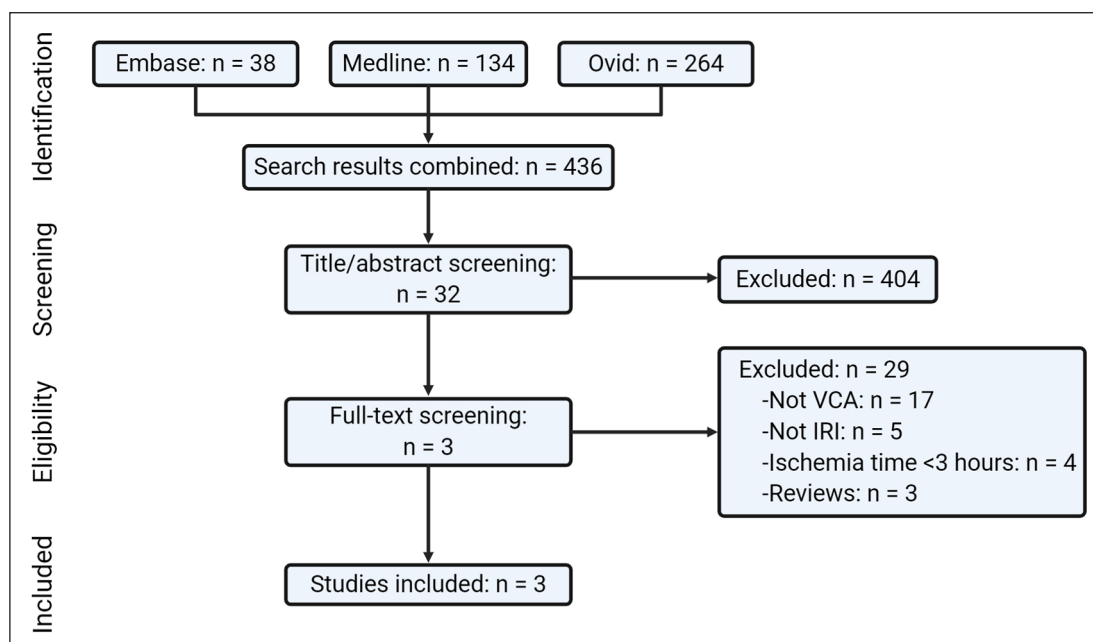 Identification
Embase: n = 38
Medline: n = 134
Ovid: n = 264
Search results combined: n = 436
Screening
Title/abstract screening:
n = 32
Excluded: n = 404
Eligibility
Full-text screening:
n = 3
Excluded: n = 29
-Not VCA: n = 17
-Not IRI: n = 5
-Ischemia time <3 hours: n = 4
-Reviews: n = 3
Included
Studies included: n = 3